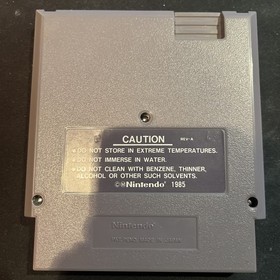 CAUTION REV-A
• DO NOT STORE IN EXTREME TEMPERATURES.
• DO NOT IMMERSE IN WATER.
• DO NOT CLEAN WITH BENZENE, THINNER,
ALCOHOL OR OTHER SUCH SOLVENTS.
©®Nintendo® 1985
Nintendo®